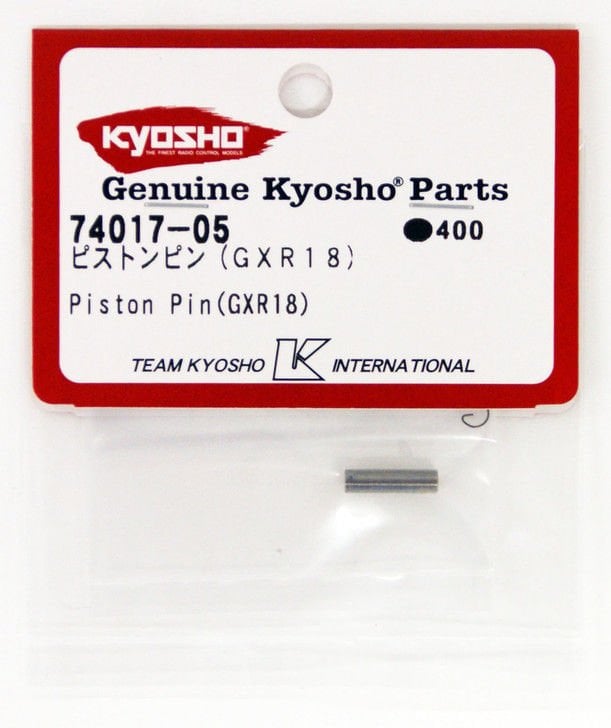 KYOSHO®
THE FINEST RADIO CONTROL MODELS
Genuine Kyosho® Parts
74017-05 ●400
ピストンピン(GXR18)
Piston Pin(GXR18)
TEAM KYOSHO K INTERNATIONAL